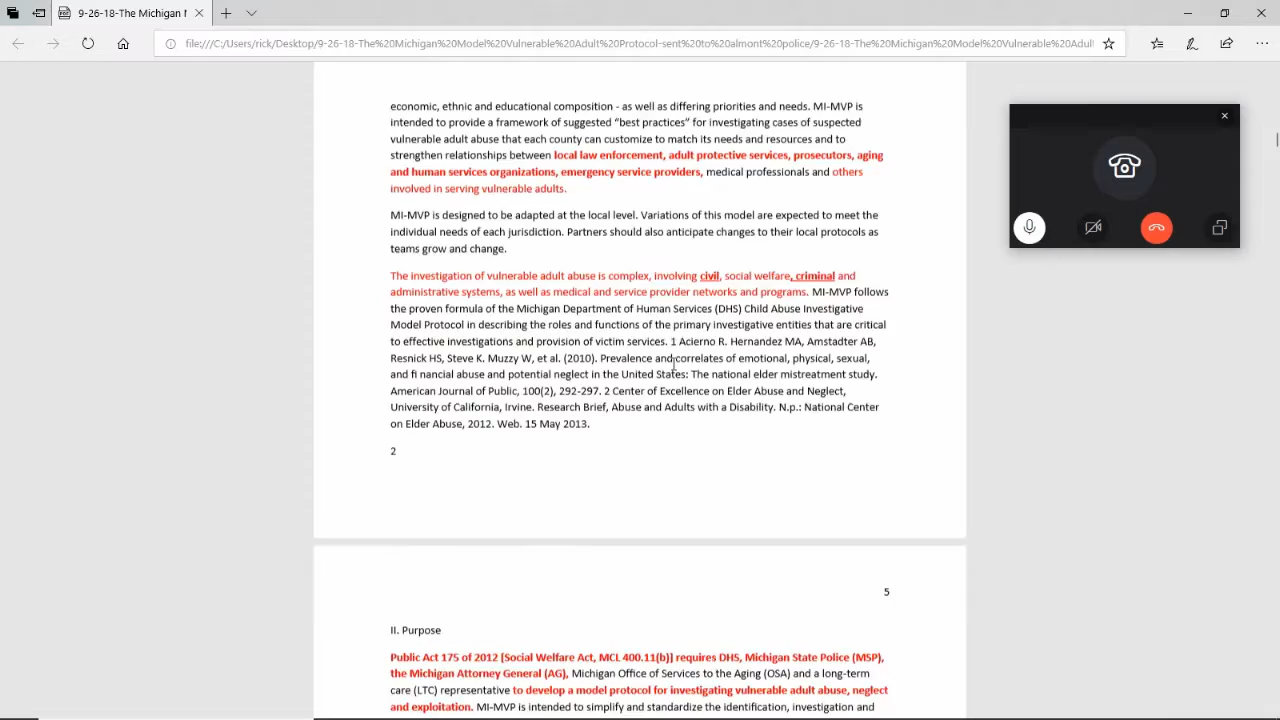 9-26-18-The Michigan M
file:///C:/Users/rick/Desktop/9-26-18-The%20Michigan%20Model%20Vulnerable%20Adult%20Protocol-sent%20to%20almont%20police/9-26-18-The%20Michigan%20Model%20Vulnerable%20Adul
economic, ethnic and educational composition - as well as differing priorities and needs. MI-MVP is
intended to provide a framework of suggested “best practices” for investigating cases of suspected
vulnerable adult abuse that each county can customize to match its needs and resources and to
strengthen relationships between local law enforcement, adult protective services, prosecutors, aging
and human services organizations, emergency service providers, medical professionals and others
involved in serving vulnerable adults.
MI-MVP is designed to be adapted at the local level. Variations of this model are expected to meet the
individual needs of each jurisdiction. Partners should also anticipate changes to their local protocols as
teams grow and change.
The investigation of vulnerable adult abuse is complex, involving civil, social welfare, criminal and
administrative systems, as well as medical and service provider networks and programs. MI-MVP follows
the proven formula of the Michigan Department of Human Services (DHS) Child Abuse Investigative
Model Protocol in describing the roles and functions of the primary investigative entities that are critical
to effective investigations and provision of victim services. 1 Acierno R. Hernandez MA, Amstadter AB,
Resnick HS, Steve K. Muzzy W, et al. (2010). Prevalence and correlates of emotional, physical, sexual,
and fi nancial abuse and potential neglect in the United States: The national elder mistreatment study.
American Journal of Public, 100(2), 292-297. 2 Center of Excellence on Elder Abuse and Neglect,
University of California, Irvine. Research Brief, Abuse and Adults with a Disability. N.p.: National Center
on Elder Abuse, 2012. Web. 15 May 2013.
2
5
II. Purpose
Public Act 175 of 2012 [Social Welfare Act, MCL 400.11(b)] requires DHS, Michigan State Police (MSP),
the Michigan Attorney General (AG), Michigan Office of Services to the Aging (OSA) and a long-term
care (LTC) representative to develop a model protocol for investigating vulnerable adult abuse, neglect
and exploitation. MI-MVP is intended to simplify and standardize the identification, investigation and